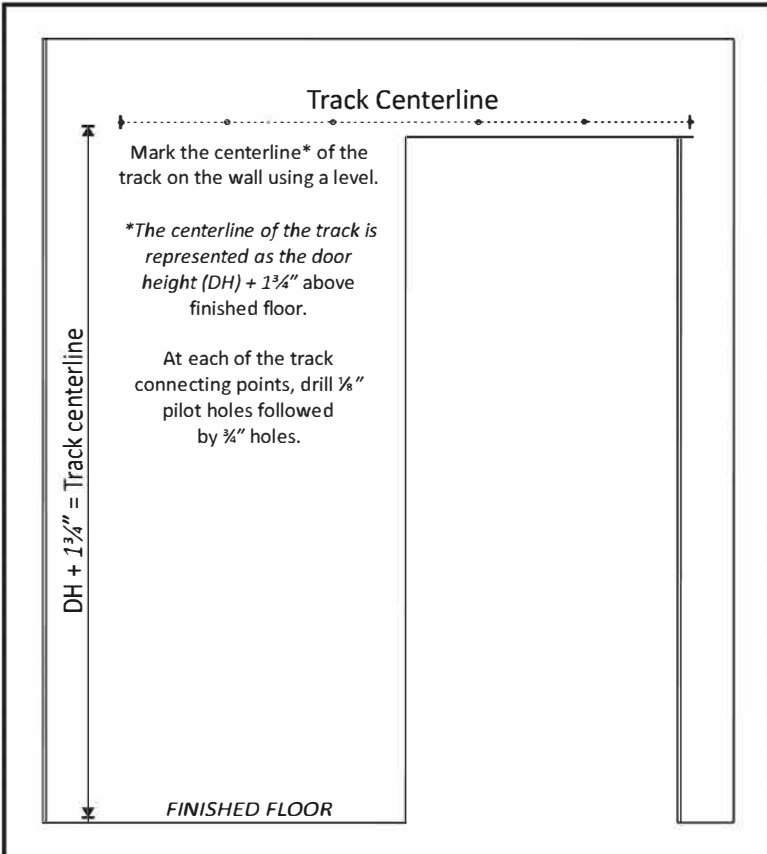 Track Centerline
Mark the centerline* of the
track on the wall using a level.
*The centerline of the track is
represented as the door
height (DH) + 1¾" above
finished floor.
At each of the track
connecting points, drill ⅛"
pilot holes followed
by ¾" holes.
DH + 1¾" = Track centerline
FINISHED FLOOR